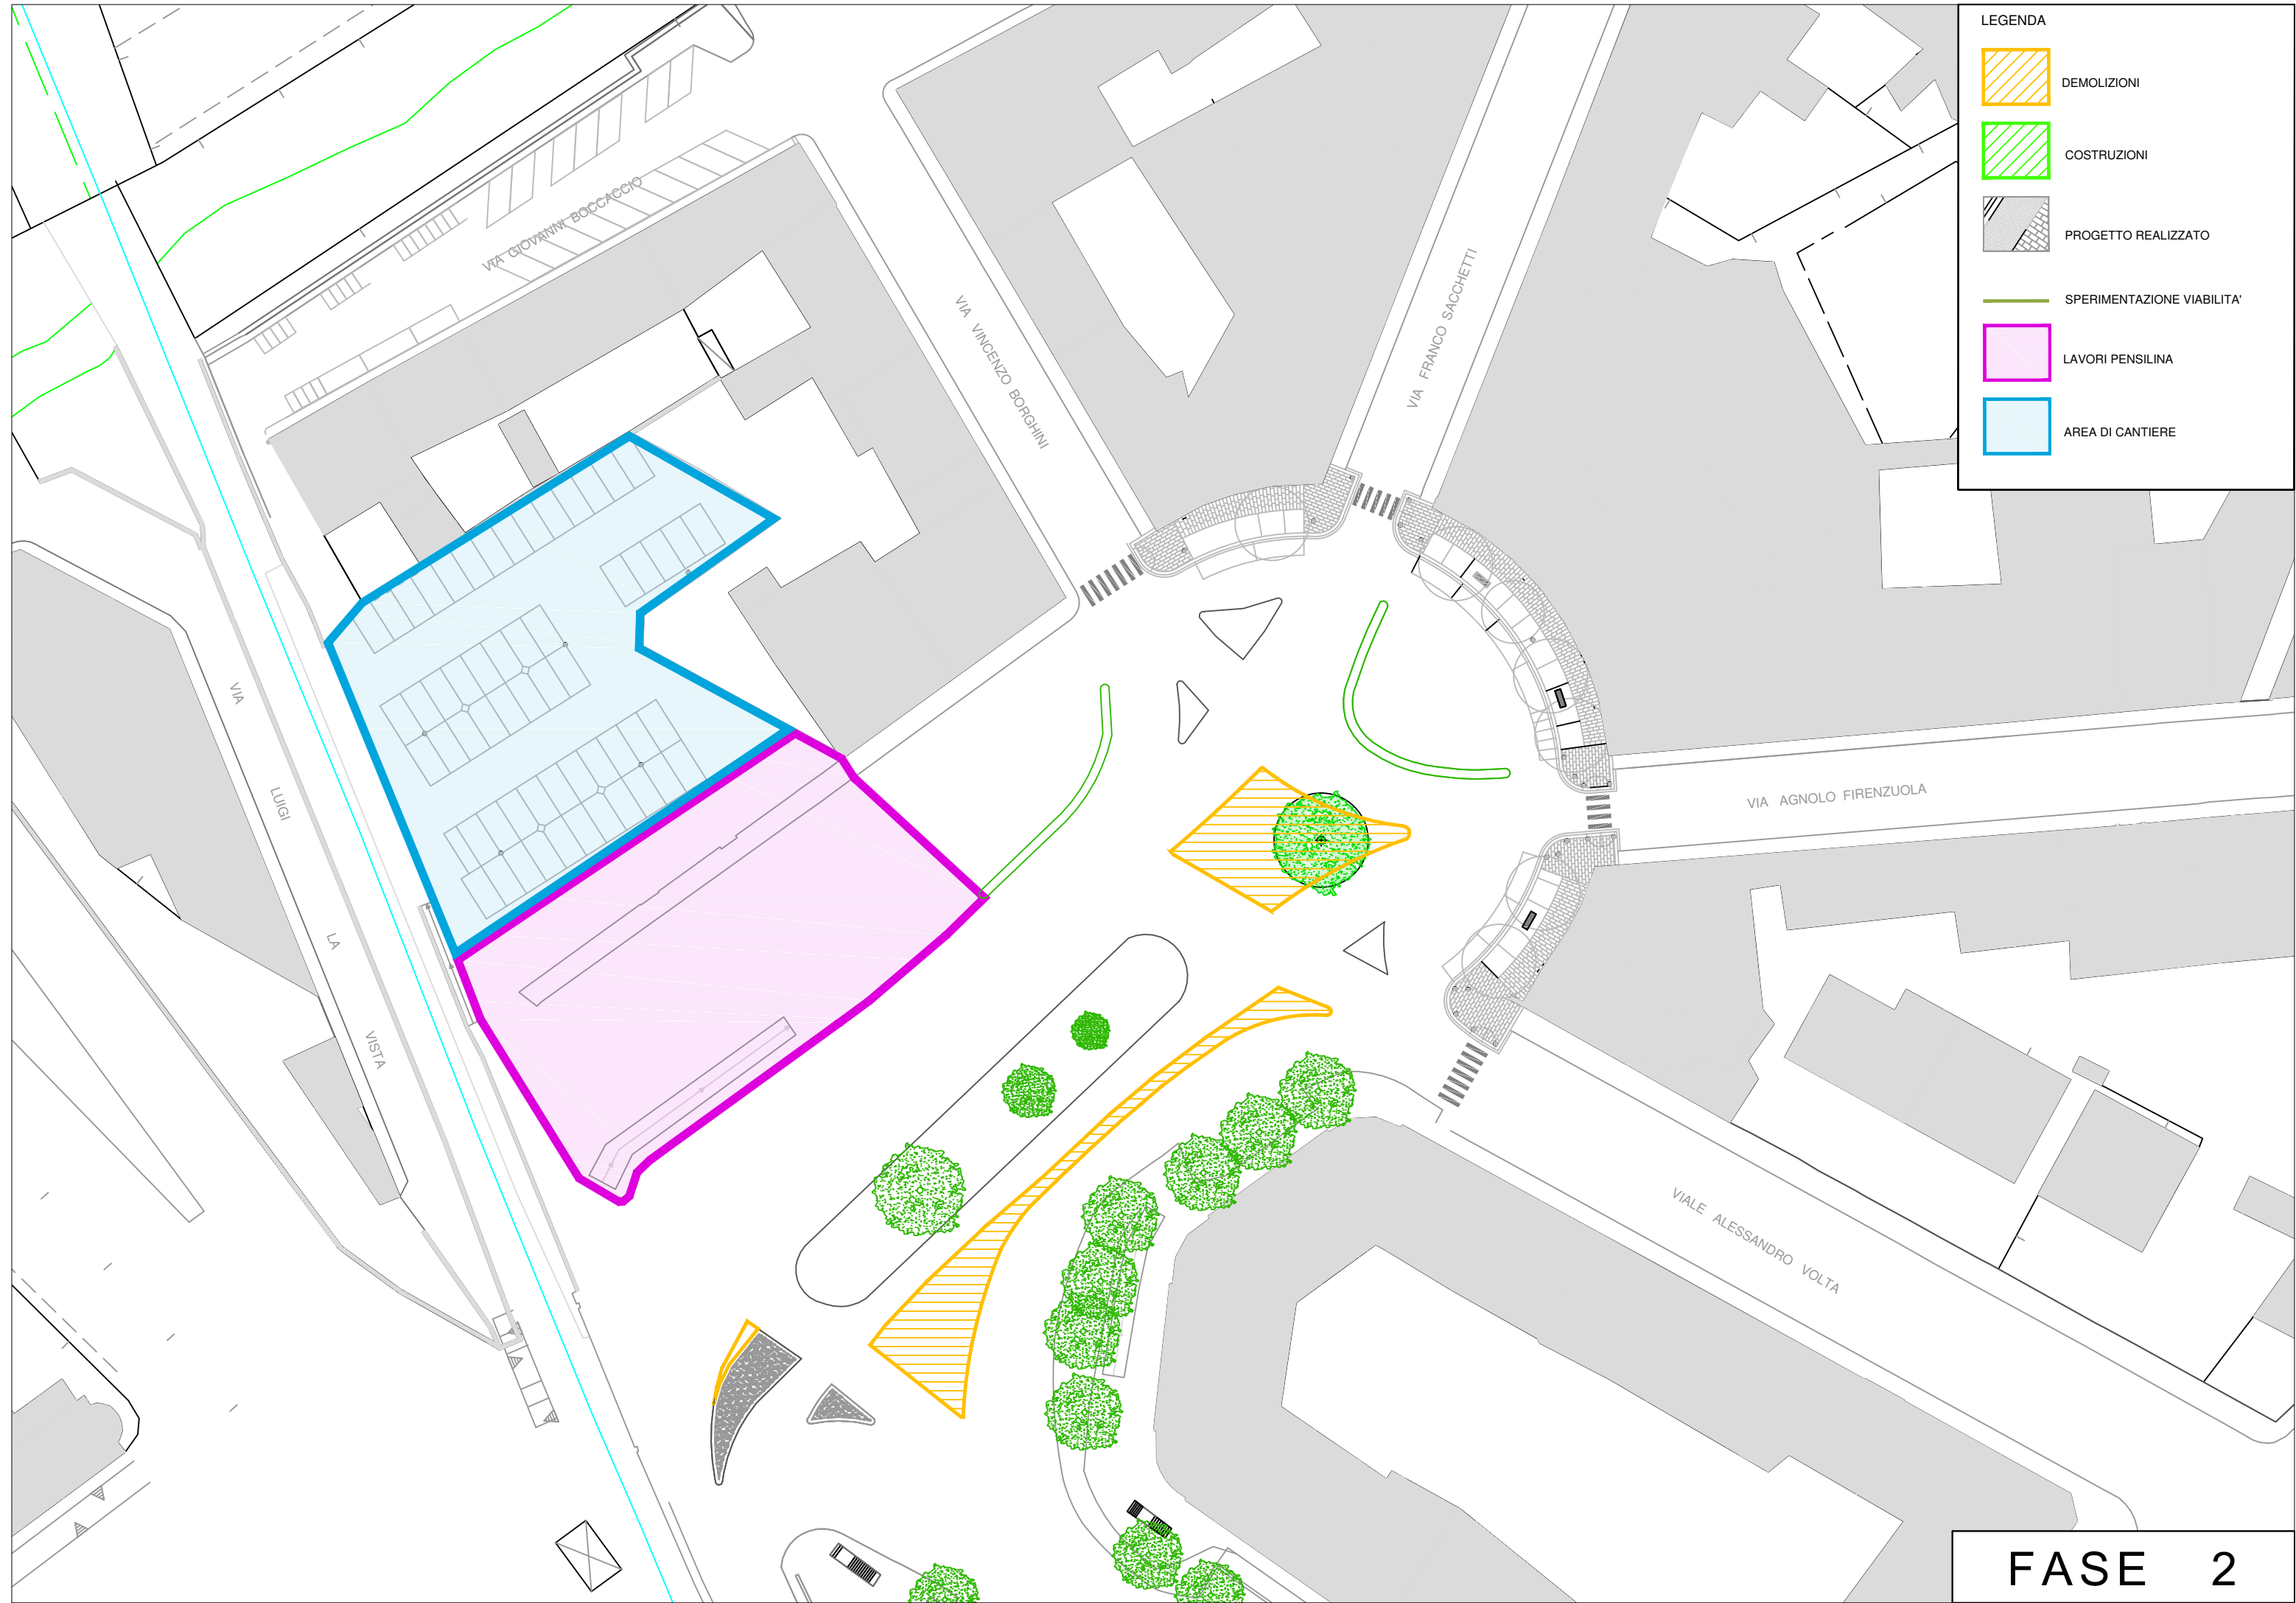 LEGENDA
DEMOLIZIONI
COSTRUZIONI
PROGETTO REALIZZATO
SPERIMENTAZIONE VIABILITA'
LAVORI PENSILINA
AREA DI CANTIERE
VIA GIOVANNI BOCCACCIO
VIA VINCENZO BORGHINI
VIA FRANCO SACCHETTI
VIA AGNOLO FIRENZUOLA
VIA LUIGI LA VISTA
VIALE ALESSANDRO VOLTA
FASE 2